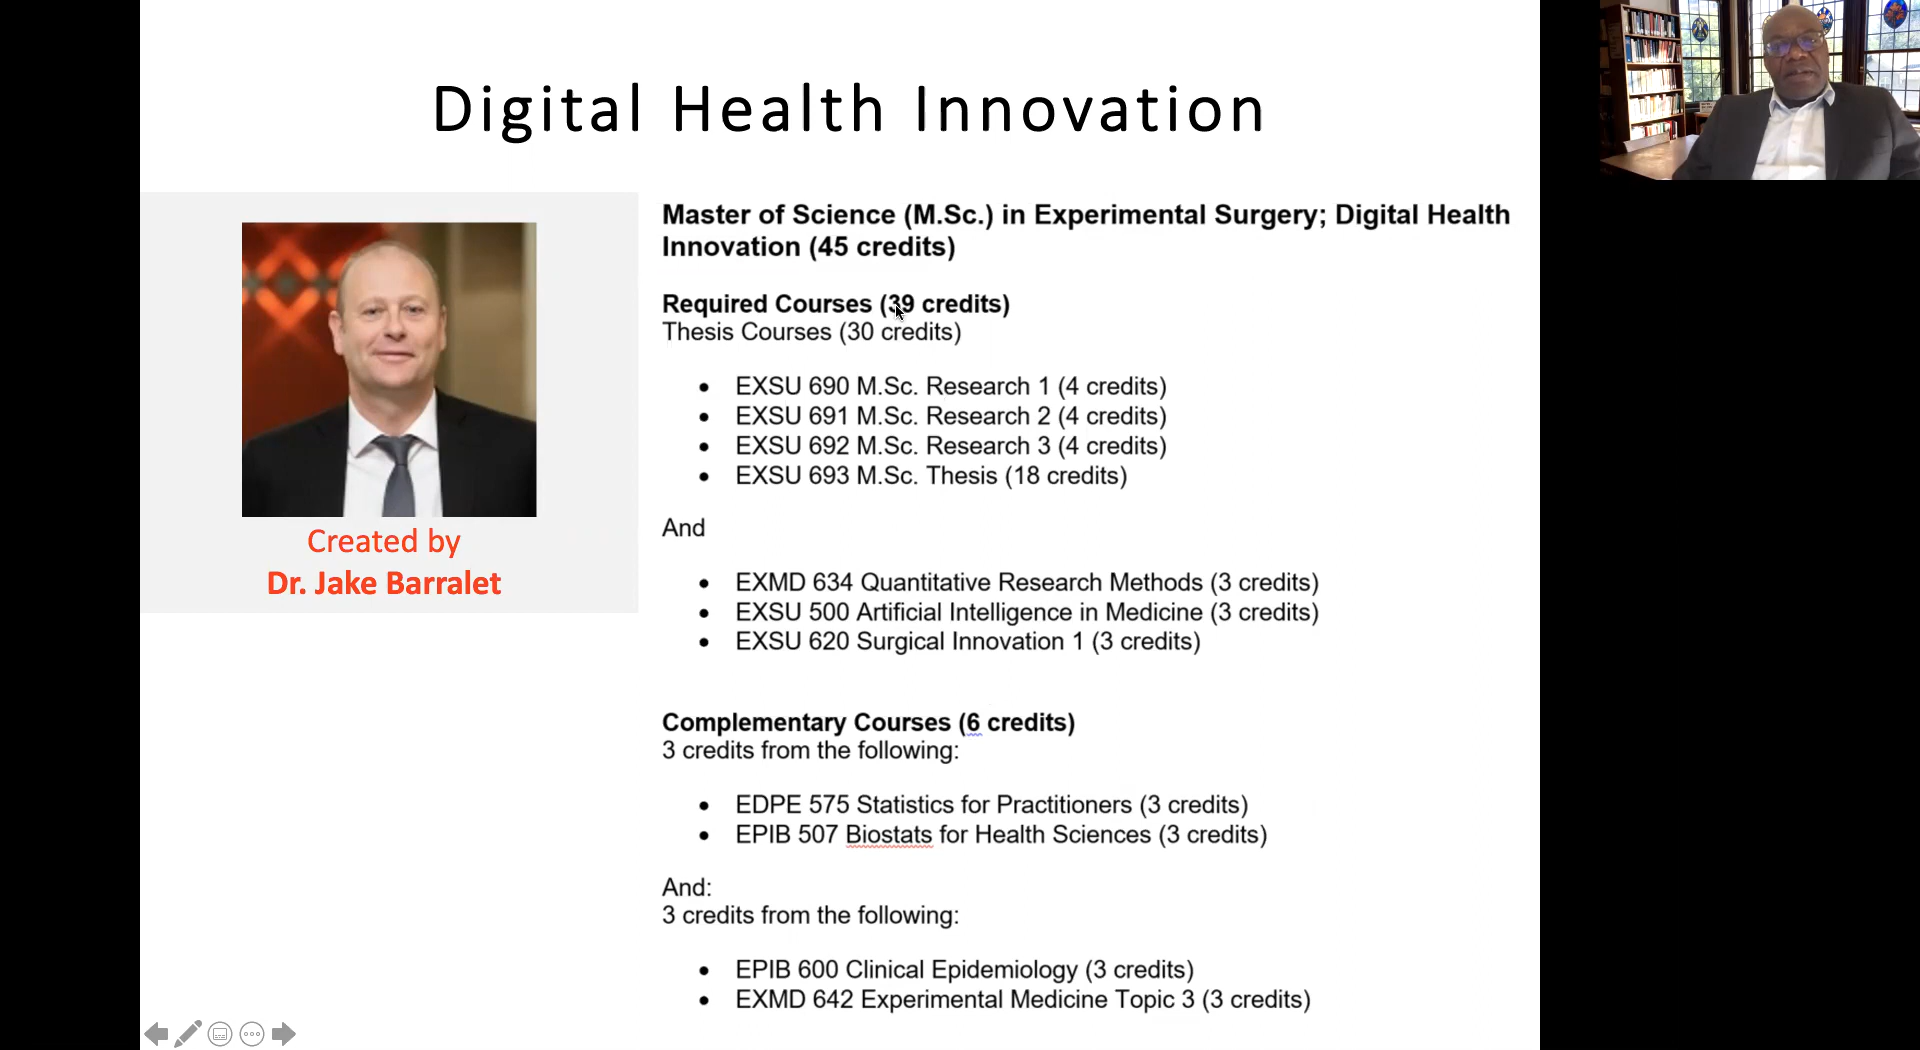 Digital Health Innovation
Created by
Dr. Jake Barralet
Master of Science (M.Sc.) in Experimental Surgery; Digital Health
Innovation (45 credits)
Required Courses (39 credits)
Thesis Courses (30 credits)
• EXSU 690 M.Sc. Research 1 (4 credits)
• EXSU 691 M.Sc. Research 2 (4 credits)
• EXSU 692 M.Sc. Research 3 (4 credits)
• EXSU 693 M.Sc. Thesis (18 credits)
And
• EXMD 634 Quantitative Research Methods (3 credits)
• EXSU 500 Artificial Intelligence in Medicine (3 credits)
• EXSU 620 Surgical Innovation 1 (3 credits)
Complementary Courses (6 credits)
3 credits from the following:
• EDPE 575 Statistics for Practitioners (3 credits)
• EPIB 507 Biostats for Health Sciences (3 credits)
And:
3 credits from the following:
• EPIB 600 Clinical Epidemiology (3 credits)
• EXMD 642 Experimental Medicine Topic 3 (3 credits)